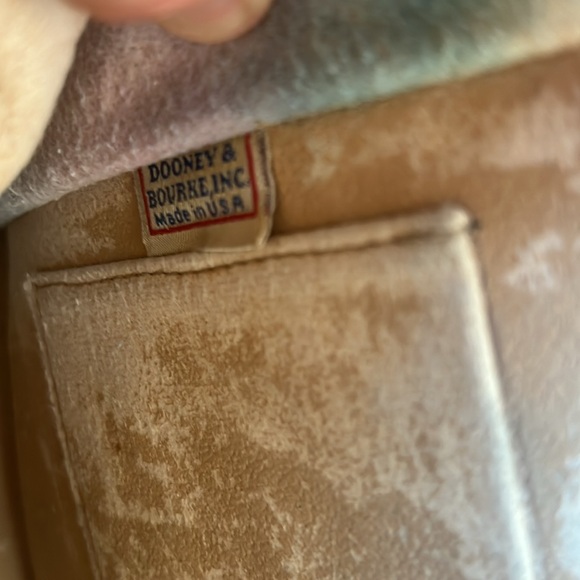 DOONEY &
BOURKE, INC.
Made in U S A